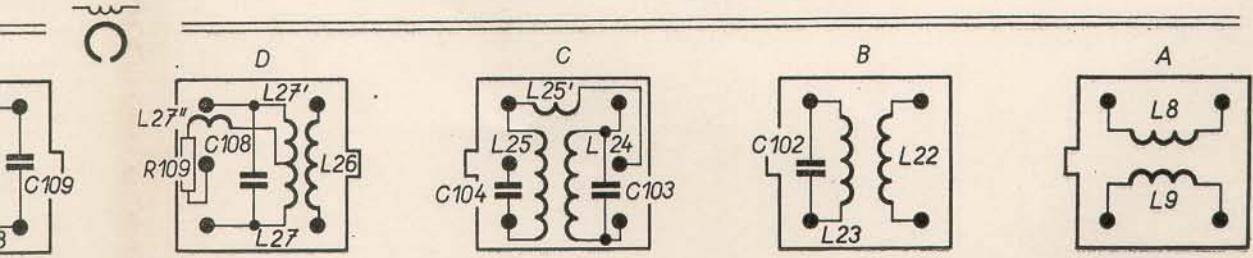 D C B A
L27' L25' L8
L27" C108 L25 L 24 C102
R109 L26 L22
C109 C104 C103 L9
L27 L23